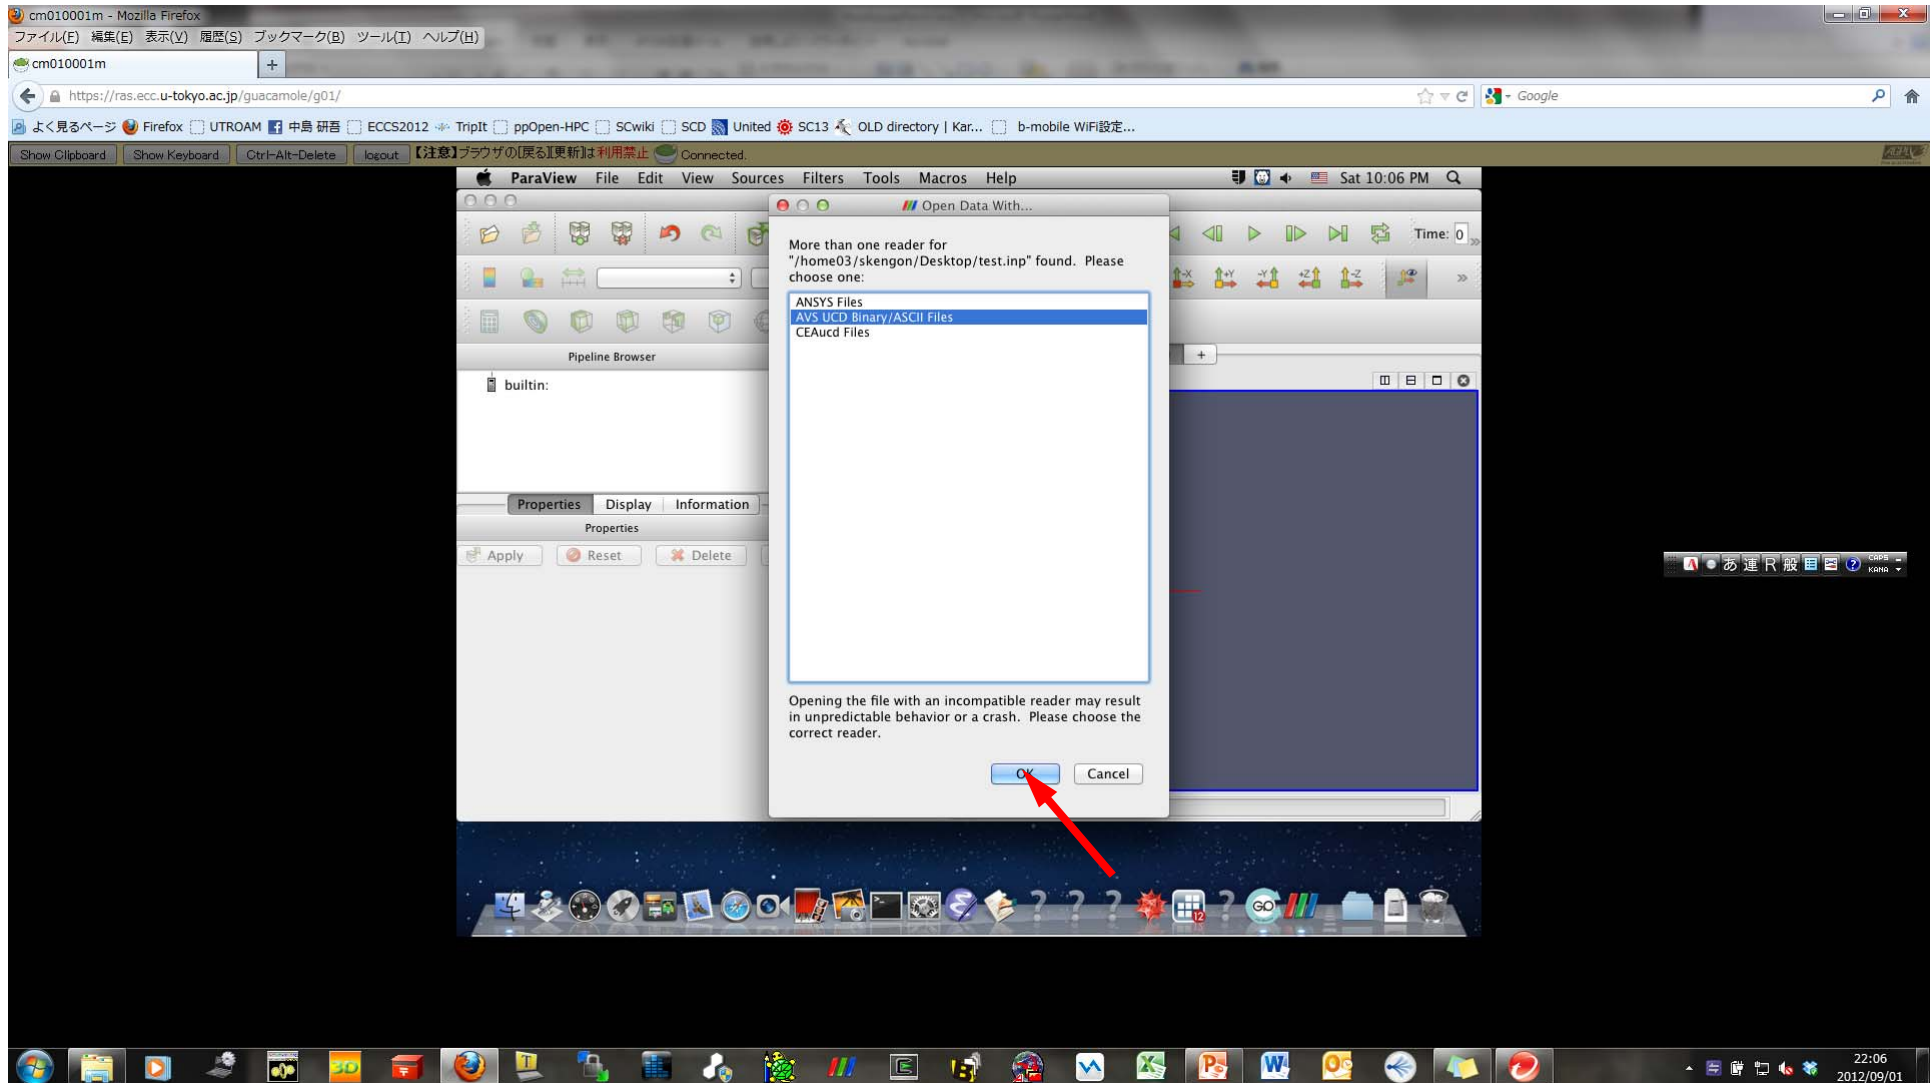 cm010001m - Mozilla Firefox
ファイル(F) 編集(E) 表示(V) 履歴(S) ブックマーク(B) ツール(T) ヘルプ(H)
cm010001m +
https://ras.ecc.u-tokyo.ac.jp/guacamole/g01/ Google
よく見るページ Firefox UTROAM 中島 研吾 ECCS2012 TripIt ppOpen-HPC SCwiki SCD United SC13 OLD directory | Kar... b-mobile WiFi設定...
Show Clipboard Show Keyboard Ctrl-Alt-Delete logout 【注意】ブラウザの[戻る][更新]は利用禁止 Connected.
ParaView File Edit View Sources Filters Tools Macros Help Sat 10:06 PM
Open Data With...
Time: 0
More than one reader for
"/home03/skengon/Desktop/test.inp" found. Please
choose one:
-X +Y -Y +Z -Z
ANSYS Files
AVS UCD Binary/ASCII Files
CEAucd Files
Pipeline Browser
+
builtin:
Properties Display Information
Properties
Apply Reset Delete
あ 連 R 般 CAPS KANA
Opening the file with an incompatible reader may result
in unpredictable behavior or a crash. Please choose the
correct reader.
OK Cancel
? ? ? 12 ? GO
3D
22:06
2012/09/01